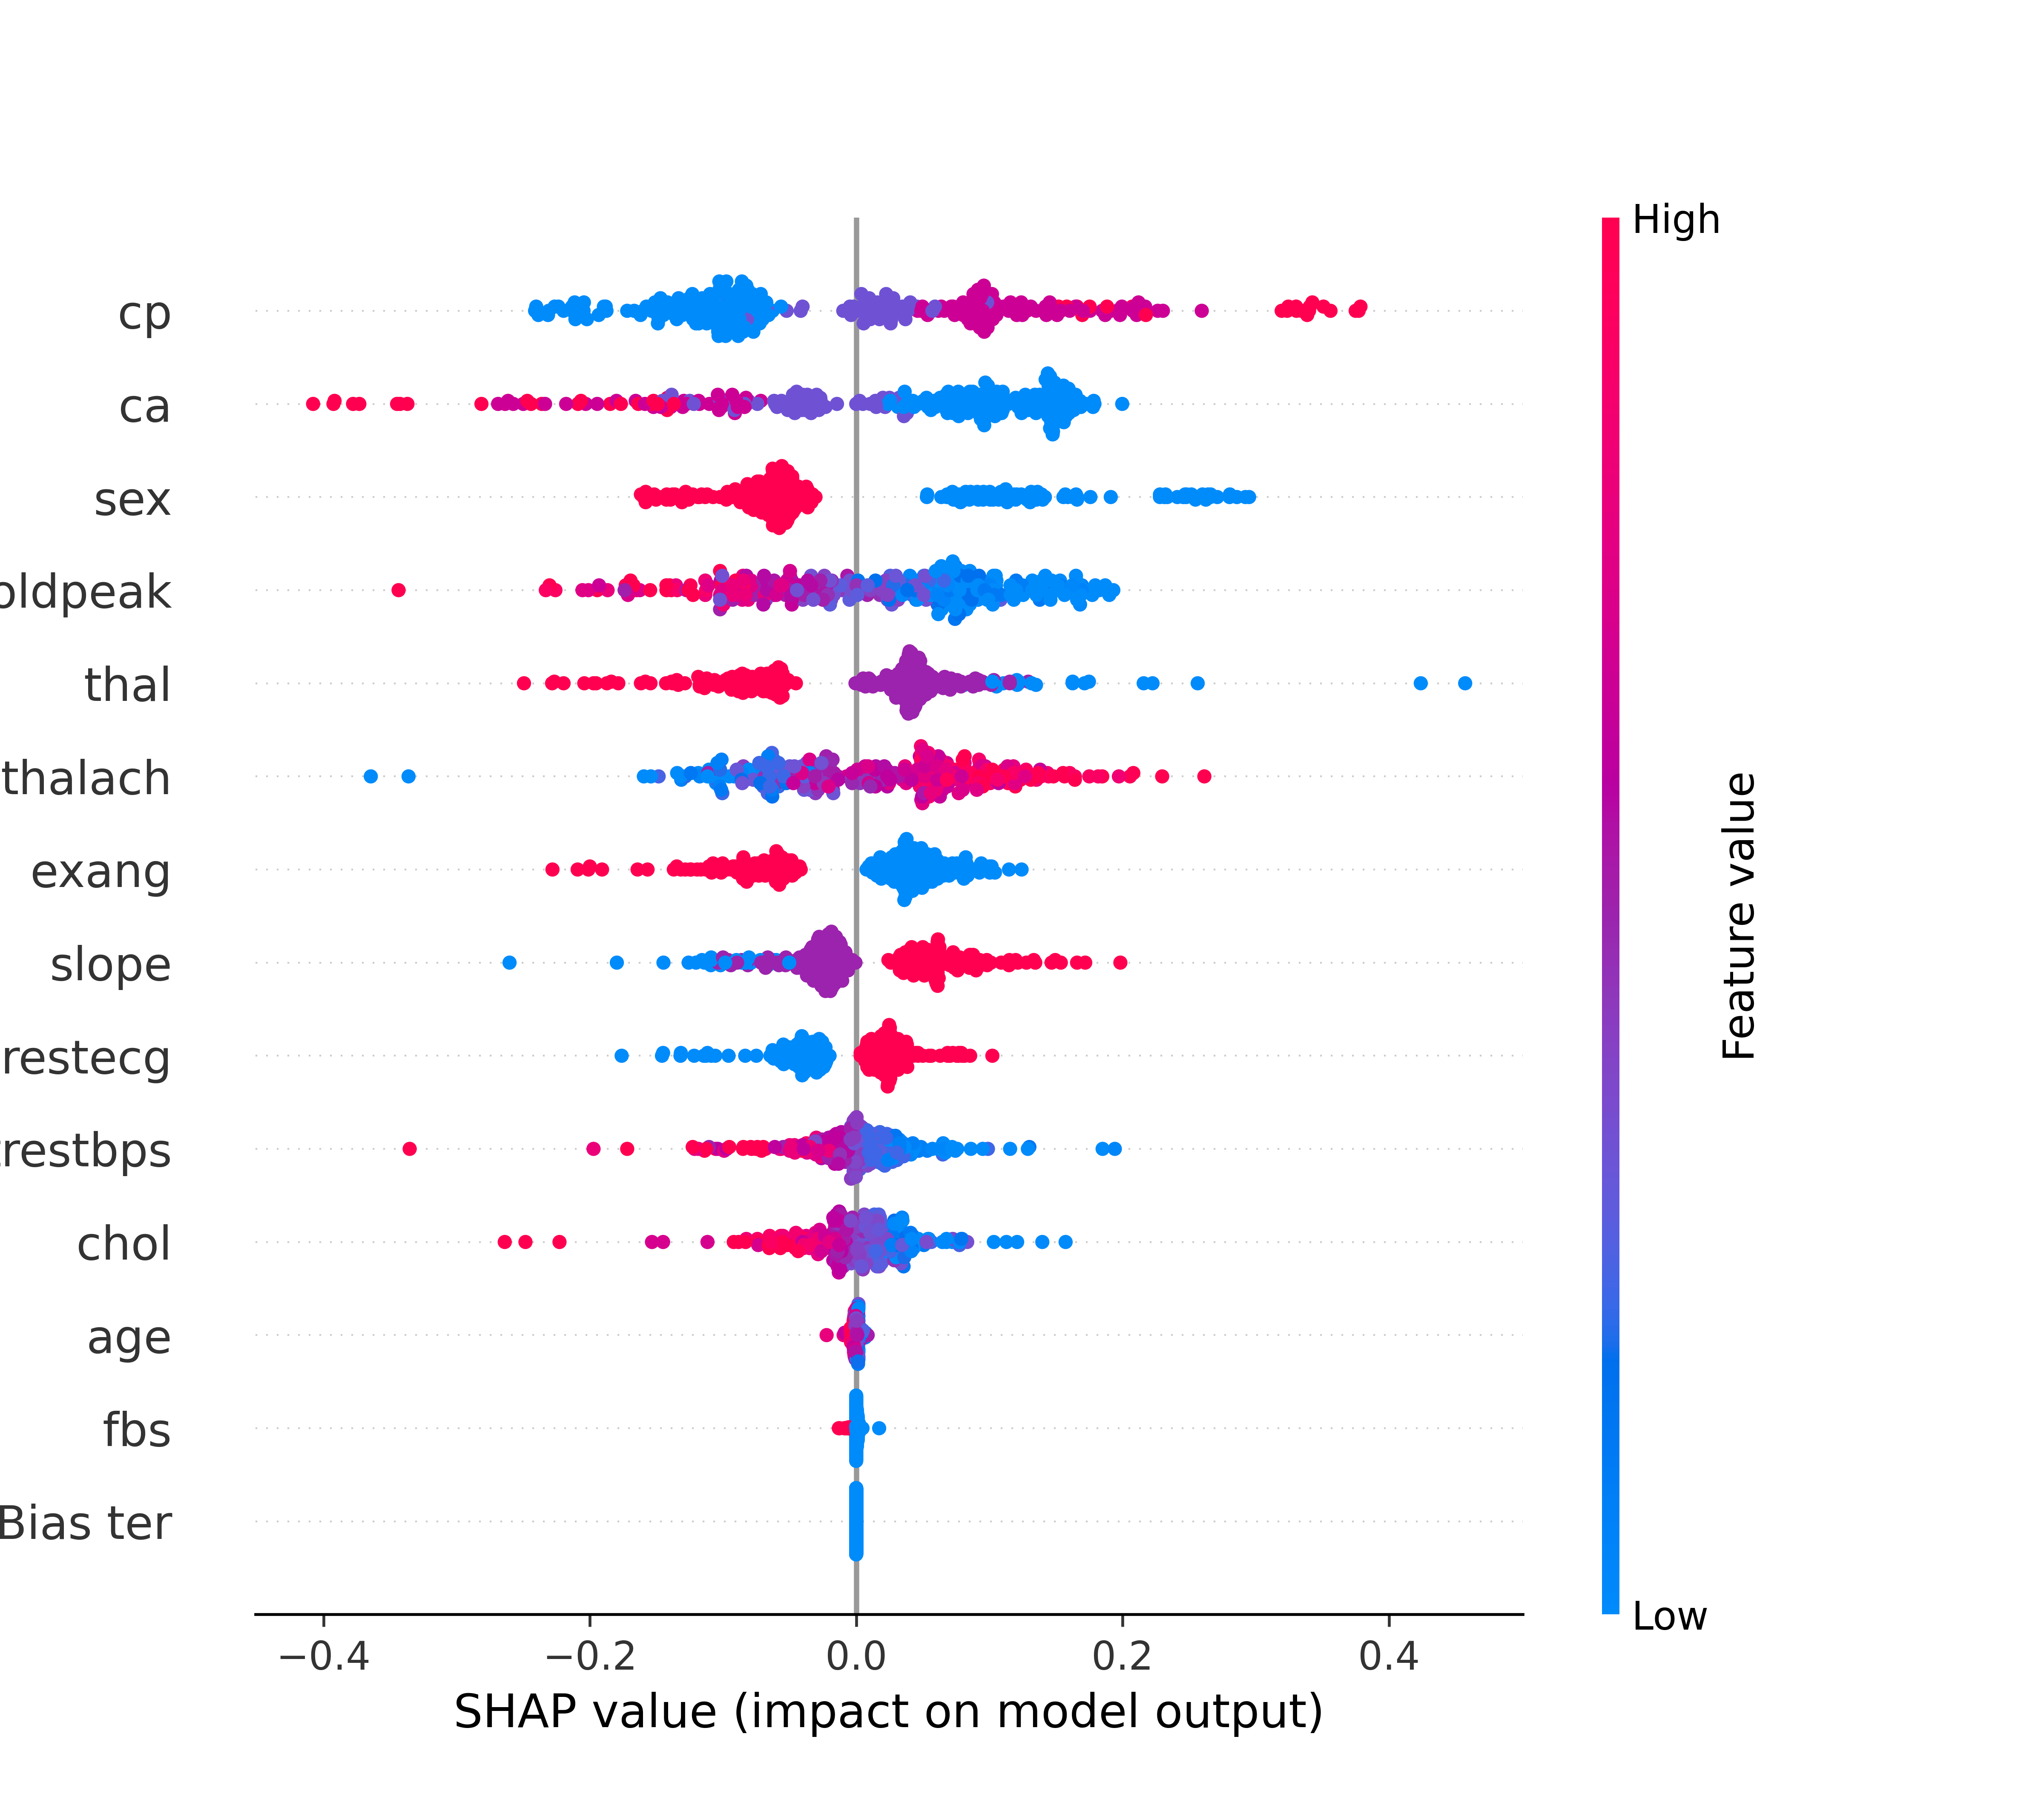 High
cp
ca
sex
oldpeak
thal
thalach
exang
slope
restecg
restbps
chol
age
fbs
Bias ter
Feature value
Low
−0.4 −0.2 0.0 0.2 0.4
SHAP value (impact on model output)